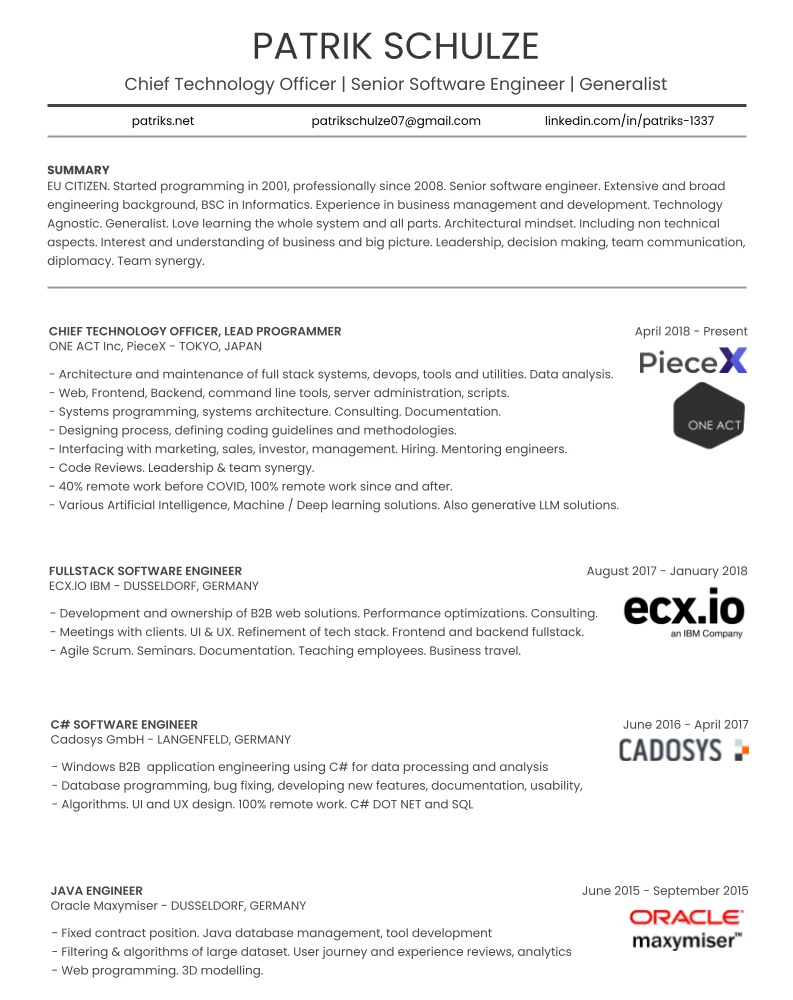 PATRIK SCHULZE
Chief Technology Officer | Senior Software Engineer | Generalist
patriks.net patrikschulze07@gmail.com linkedin.com/in/patriks-1337
SUMMARY
EU CITIZEN. Started programming in 2001, professionally since 2008. Senior software engineer. Extensive and broad
engineering background, BSC in Informatics. Experience in business management and development. Technology
Agnostic. Generalist. Love learning the whole system and all parts. Architectural mindset. Including non technical
aspects. Interest and understanding of business and big picture. Leadership, decision making, team communication,
diplomacy. Team synergy.
CHIEF TECHNOLOGY OFFICER, LEAD PROGRAMMER April 2018 - Present
ONE ACT Inc, PieceX - TOKYO, JAPAN
PieceX
- Architecture and maintenance of full stack systems, devops, tools and utilities. Data analysis.
- Web, Frontend, Backend, command line tools, server administration, scripts.
- Systems programming, systems architecture. Consulting. Documentation.
ONE ACT
- Designing process, defining coding guidelines and methodologies.
- Interfacing with marketing, sales, investor, management. Hiring. Mentoring engineers.
- Code Reviews. Leadership & team synergy.
- 40% remote work before COVID, 100% remote work since and after.
- Various Artificial Intelligence, Machine / Deep learning solutions. Also generative LLM solutions.
FULLSTACK SOFTWARE ENGINEER August 2017 - January 2018
ECX.IO IBM - DUSSELDORF, GERMANY
ecx.io
an IBM Company
- Development and ownership of B2B web solutions. Performance optimizations. Consulting.
- Meetings with clients. UI & UX. Refinement of tech stack. Frontend and backend fullstack.
- Agile Scrum. Seminars. Documentation. Teaching employees. Business travel.
C# SOFTWARE ENGINEER June 2016 - April 2017
Cadosys GmbH - LANGENFELD, GERMANY
CADOSYS
- Windows B2B  application engineering using C# for data processing and analysis
- Database programming, bug fixing, developing new features, documentation, usability,
- Algorithms. UI and UX design. 100% remote work. C# DOT NET and SQL
JAVA ENGINEER June 2015 - September 2015
Oracle Maxymiser - DUSSELDORF, GERMANY
ORACLE
maxymiser™
- Fixed contract position. Java database management, tool development
- Filtering & algorithms of large dataset. User journey and experience reviews, analytics
- Web programming. 3D modelling.